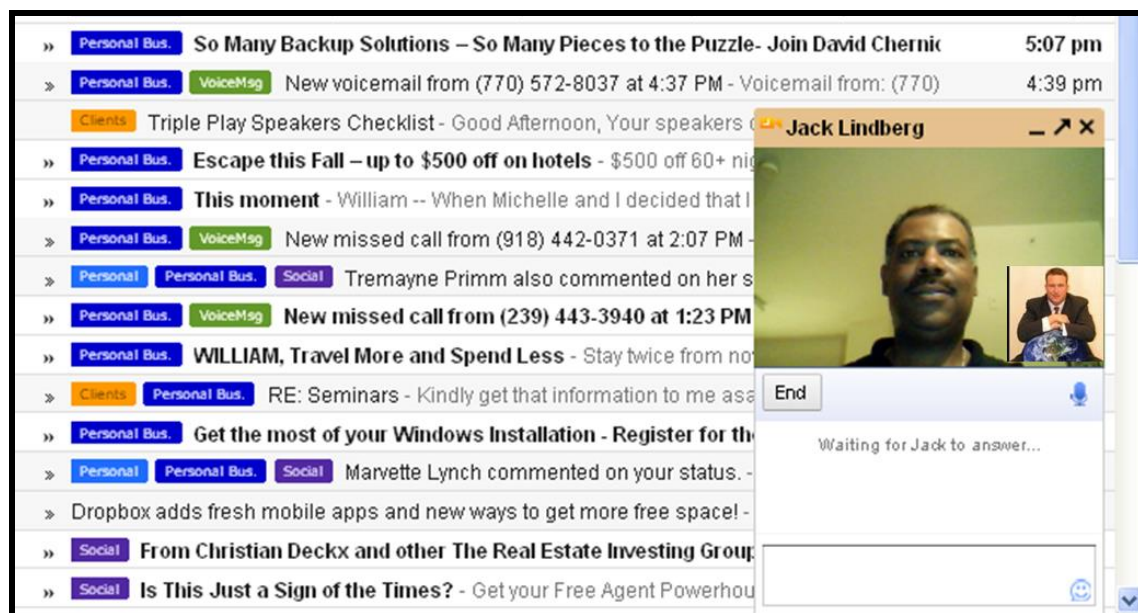 » Personal Bus. So Many Backup Solutions – So Many Pieces to the Puzzle- Join David Chernic 5:07 pm
» Personal Bus. VoiceMsg New voicemail from (770) 572-8037 at 4:37 PM - Voicemail from: (770) 4:39 pm
Clients Triple Play Speakers Checklist - Good Afternoon, Your speakers
Jack Lindberg
» Personal Bus. Escape this Fall – up to $500 off on hotels - $500 off 60+ nig
» Personal Bus. This moment - William -- When Michelle and I decided that I
» Personal Bus. VoiceMsg New missed call from (918) 442-0371 at 2:07 PM -
» Personal Personal Bus. Social Tremayne Primm also commented on her s
» Personal Bus. VoiceMsg New missed call from (239) 443-3940 at 1:23 PM
» Personal Bus. WILLIAM, Travel More and Spend Less - Stay twice from nov
» Clients Personal Bus. RE: Seminars - Kindly get that information to me asa
End
» Personal Bus. Get the most of your Windows Installation - Register for the
Waiting for Jack to answer...
» Personal Personal Bus. Social Marvette Lynch commented on your status. -
» Dropbox adds fresh mobile apps and new ways to get more free space! -
» Social From Christian Deckx and other The Real Estate Investing Group
» Social Is This Just a Sign of the Times? - Get your Free Agent Powerhou